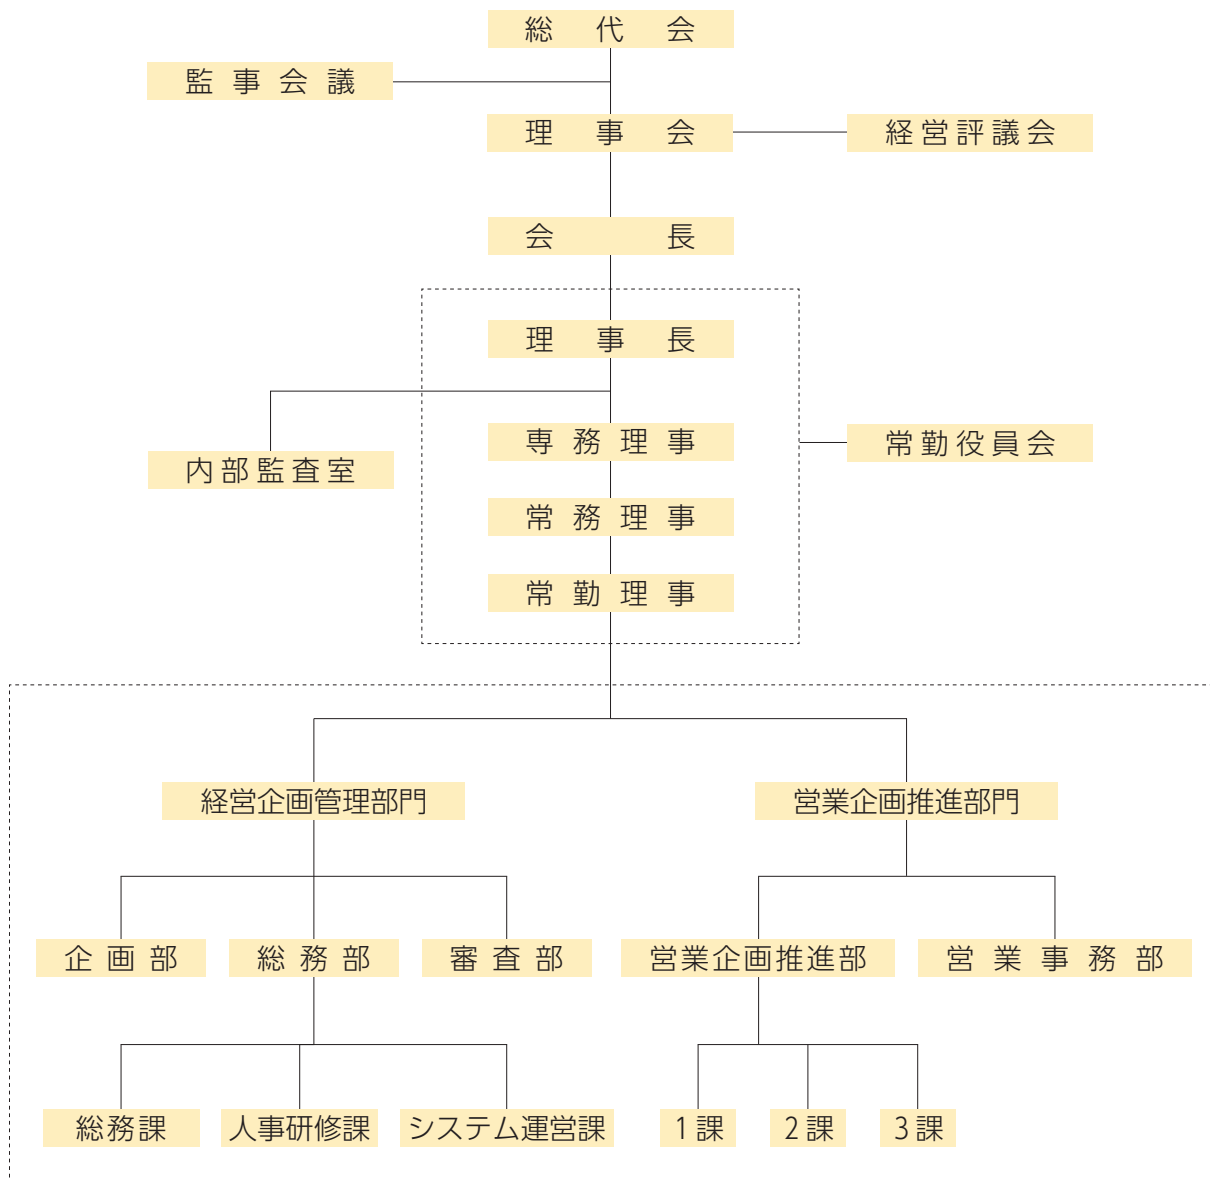 総代会
監事会議
理事会
経営評議会
会長
理事長
専務理事
常勤役員会
内部監査室
常務理事
常勤理事
経営企画管理部門
営業企画推進部門
企画部
総務部
審査部
営業企画推進部
営業事務部
総務課
人事研修課
システム運営課
1課
2課
3課